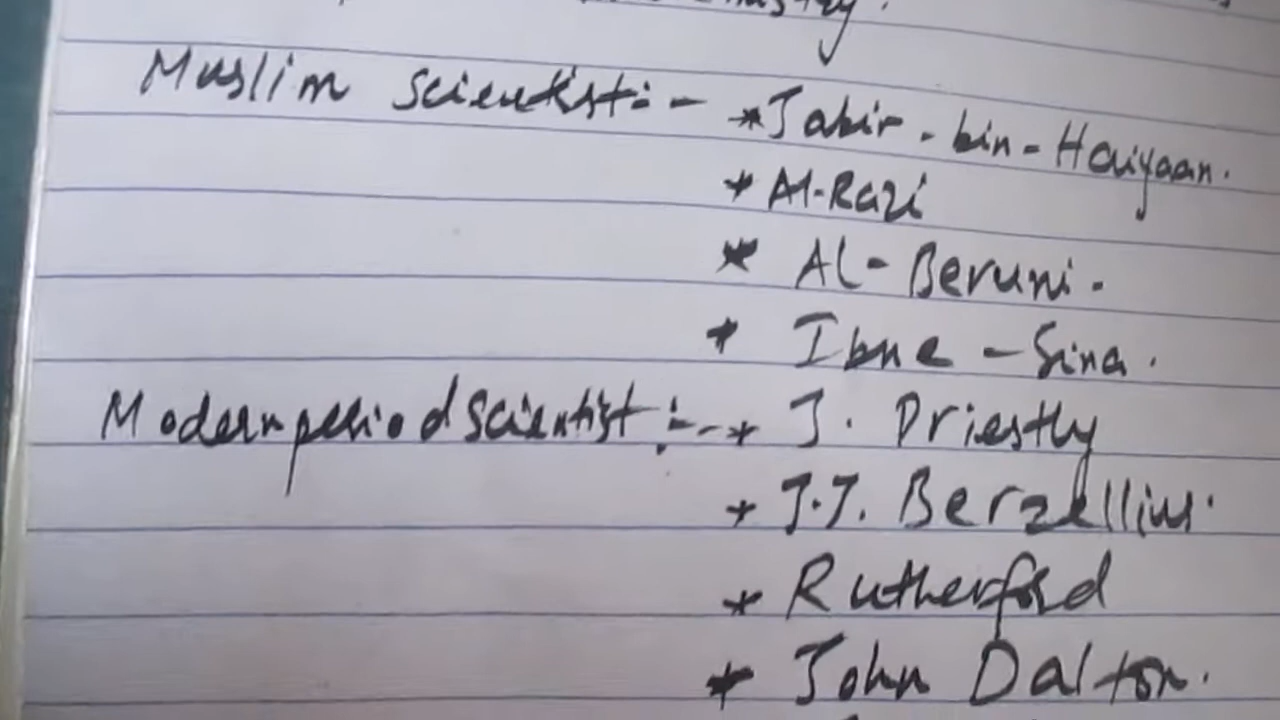 Muslim scientist:- *Jabir-bin-Haiyaan.
* Al-Razi
* Al-Beruni.
* Ibne-Sina.
Modern period scientist:- * J. Priestly
* J.J. Berzellius.
* Rutherford
* John Dalton.